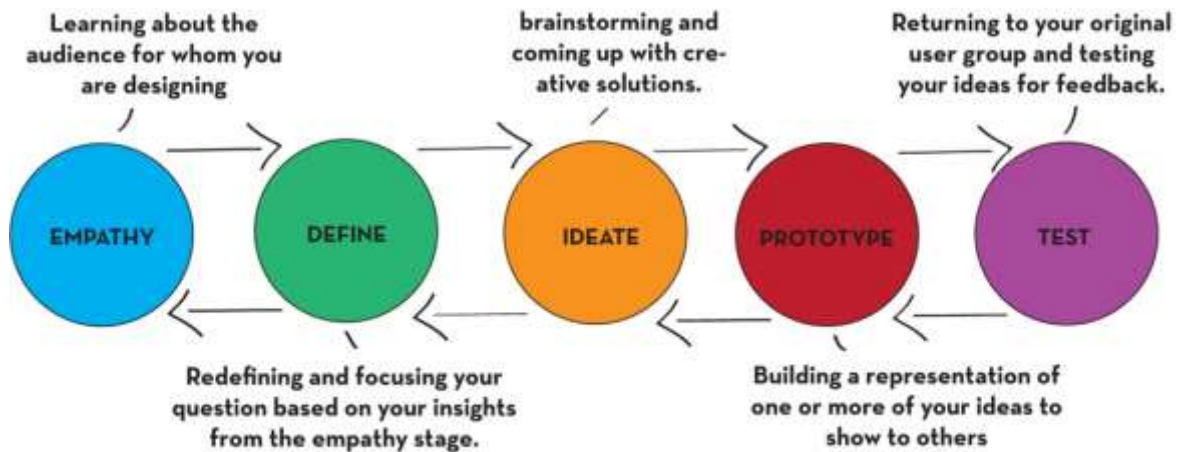 Learning about the
audience for whom you
are designing
brainstorming and
coming up with cre-
ative solutions.
Returning to your original
user group and testing
your ideas for feedback.
EMPATHY
DEFINE
IDEATE
PROTOTYPE
TEST
Redefining and focusing your
question based on your insights
from the empathy stage.
Building a representation of
one or more of your ideas to
show to others